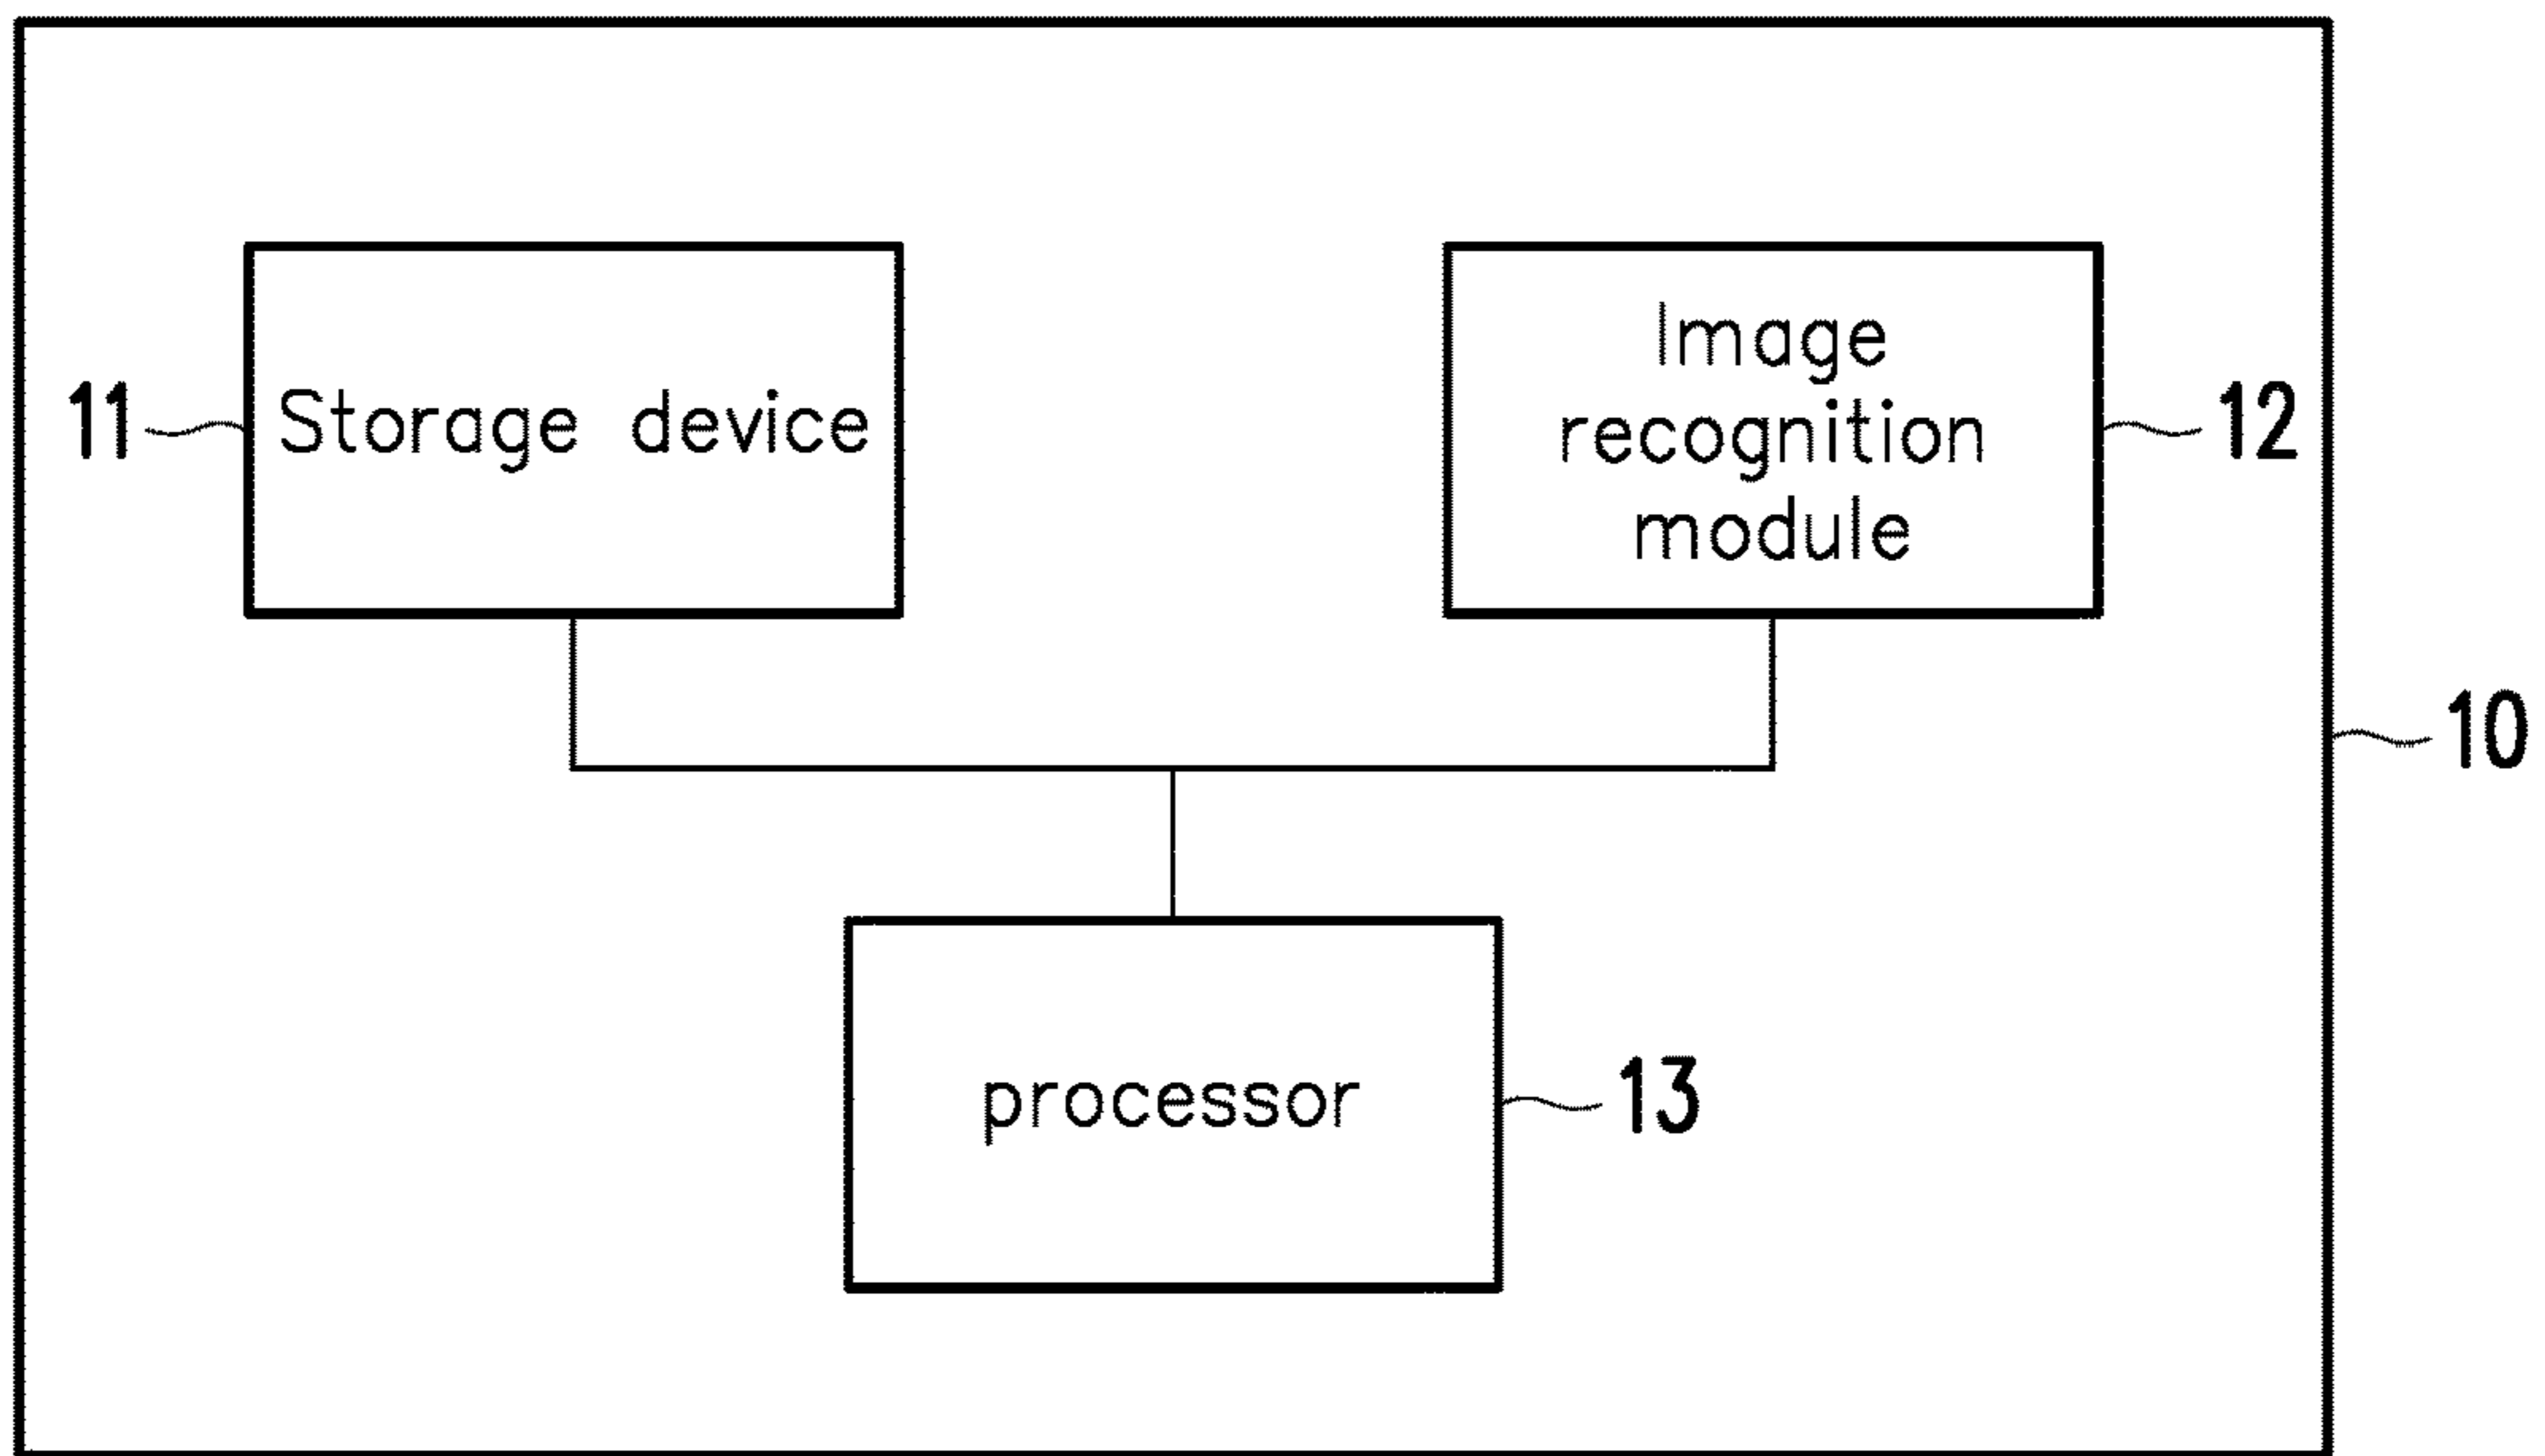 11
Storage device
Image
recognition
module
12
10
processor
13